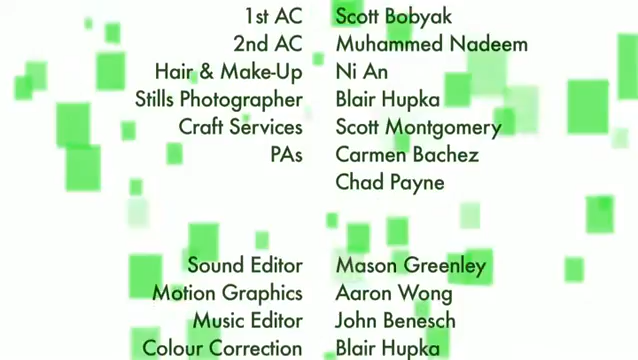 1st AC Scott Bobyak
2nd AC Muhammed Nadeem
Hair & Make-Up Ni An
Stills Photographer Blair Hupka
Craft Services Scott Montgomery
PAs Carmen Bachez
Chad Payne
Sound Editor Mason Greenley
Motion Graphics Aaron Wong
Music Editor John Benesch
Colour Correction Blair Hupka